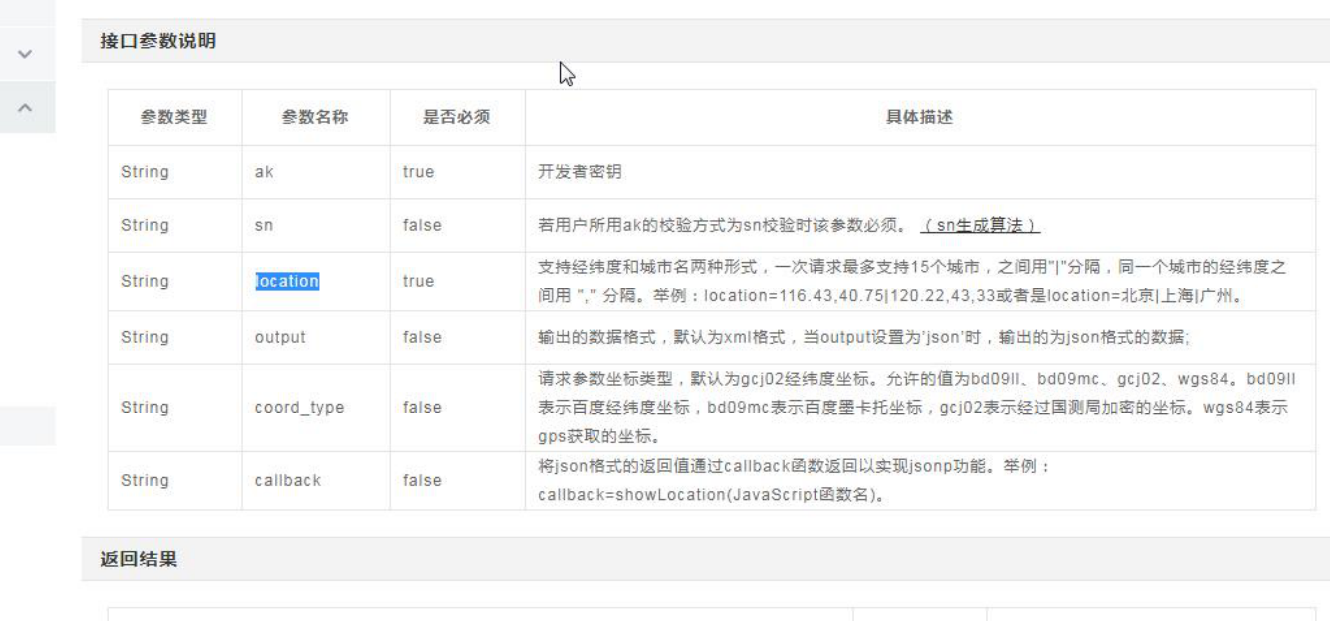 接口参数说明
参数类型 参数名称 是否必须 具体描述
String ak true 开发者密钥
String sn false 若用户所用ak的校验方式为sn校验时该参数必须。 （sn生成算法）
String location true 支持经纬度和城市名两种形式，一次请求最多支持15个城市，之间用"|"分隔，同一个城市的经纬度之
间用 "," 分隔。举例：location=116.43,40.75|120.22,43,33或者是location=北京|上海|广州。
String output false 输出的数据格式，默认为xml格式，当output设置为'json'时，输出的为json格式的数据;
String coord_type false 请求参数坐标类型，默认为gcj02经纬度坐标。允许的值为bd09ll、bd09mc、gcj02、wgs84。bd09ll
表示百度经纬度坐标，bd09mc表示百度墨卡托坐标，gcj02表示经过国测局加密的坐标。wgs84表示
gps获取的坐标。
String callback false 将json格式的返回值通过callback函数返回以实现jsonp功能。举例：
callback=showLocation(JavaScript函数名)。
返回结果